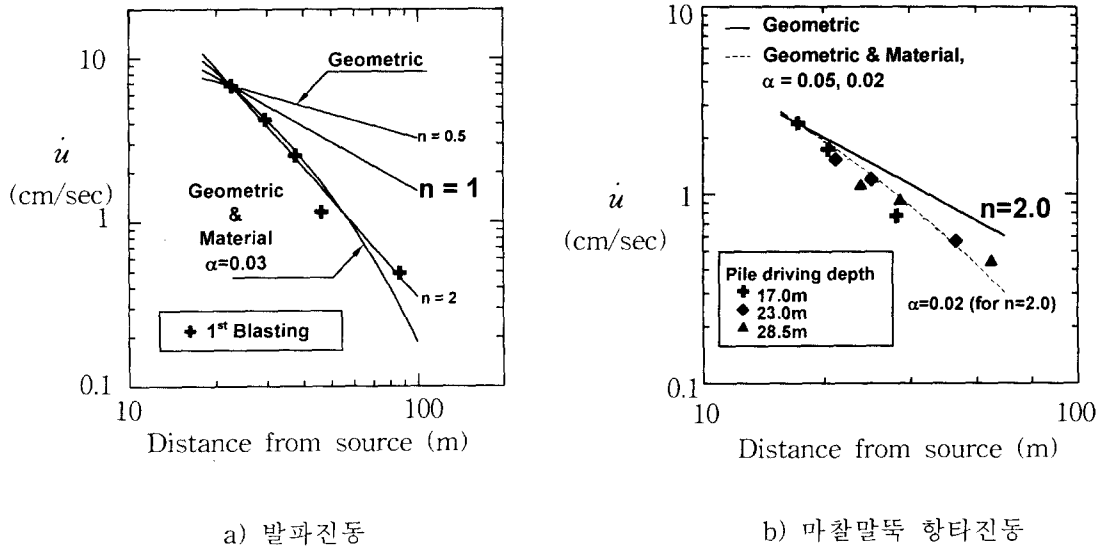 10
1
0.1
u̇
(cm/sec)
Geometric
n = 0.5
n = 1
Geometric
&
Material
α=0.03
n = 2
1st Blasting
10
100
Distance from source (m)
a) 발파진동
10
1
0.1
u̇
(cm/sec)
Geometric
Geometric & Material,
α = 0.05, 0.02
n=2.0
Pile driving depth
17.0m
23.0m
28.5m
α=0.02 (for n=2.0)
10
100
Distance from source (m)
b) 마찰말뚝 항타진동